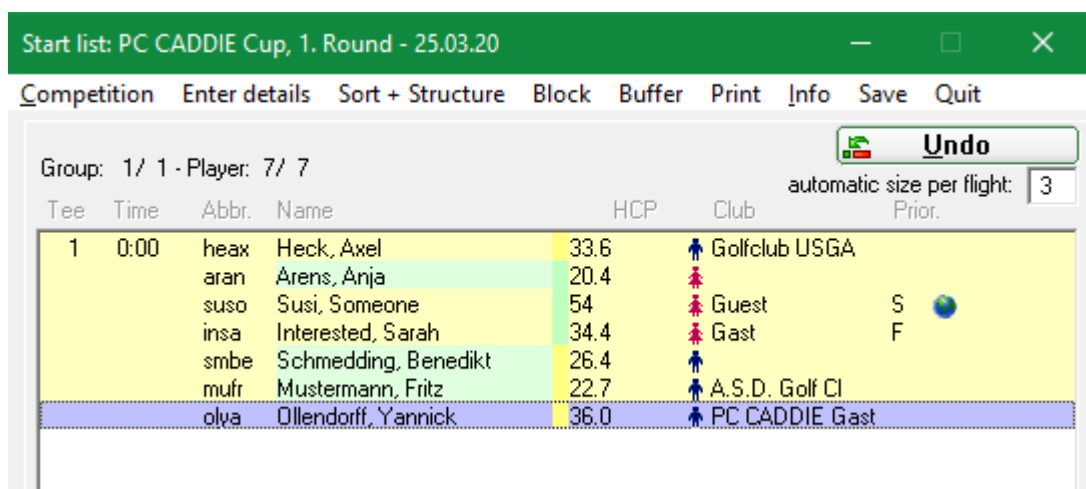 Start list: PC CADDIE Cup, 1. Round - 25.03.20
Competition Enter details Sort + Structure Block Buffer Print Info Save Quit
Undo
Group: 1/ 1 - Player: 7/ 7
automatic size per flight: 3
Tee Time Abbr. Name HCP Club Prior.
1 0:00 heax Heck, Axel 33.6 Golfclub USGA
aran Arens, Anja 20.4
suso Susi, Someone 54 Guest S
insa Interested, Sarah 34.4 Gast F
smbe Schmedding, Benedikt 26.4
mufr Mustermann, Fritz 22.7 A.S.D. Golf Cl
olya Ollendorff, Yannick 36.0 PC CADDIE Gast